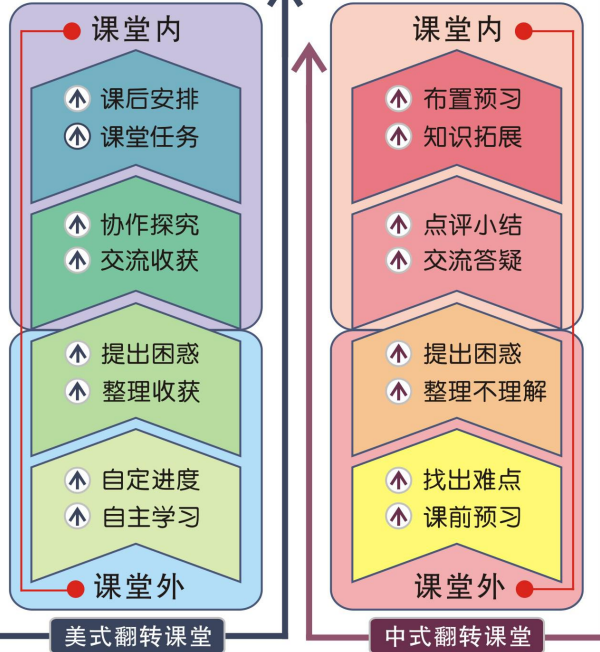 课堂内
课后安排
课堂任务
协作探究
交流收获
提出困惑
整理收获
自定进度
自主学习
课堂外
美式翻转课堂
课堂内
布置预习
知识拓展
点评小结
交流答疑
提出困惑
整理不理解
找出难点
课前预习
课堂外
中式翻转课堂